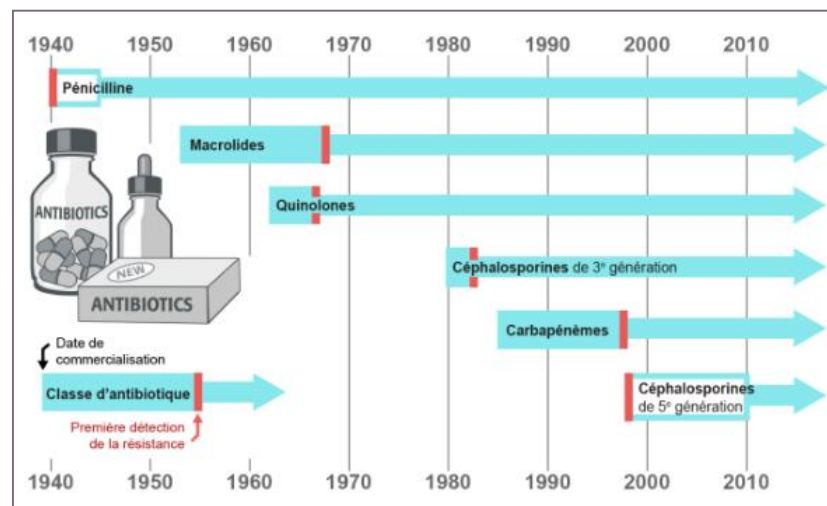 1940 1950 1960 1970 1980 1990 2000 2010
Pénicilline
Macrolides
Quinolones
ANTIBIOTICS
Céphalosporines de 3e génération
NEW
ANTIBIOTICS
Carbapénèmes
Date de
commercialisation
Classe d'antibiotique
Céphalosporines
de 5e génération
Première détection
de la résistance
1940 1950 1960 1970 1980 1990 2000 2010